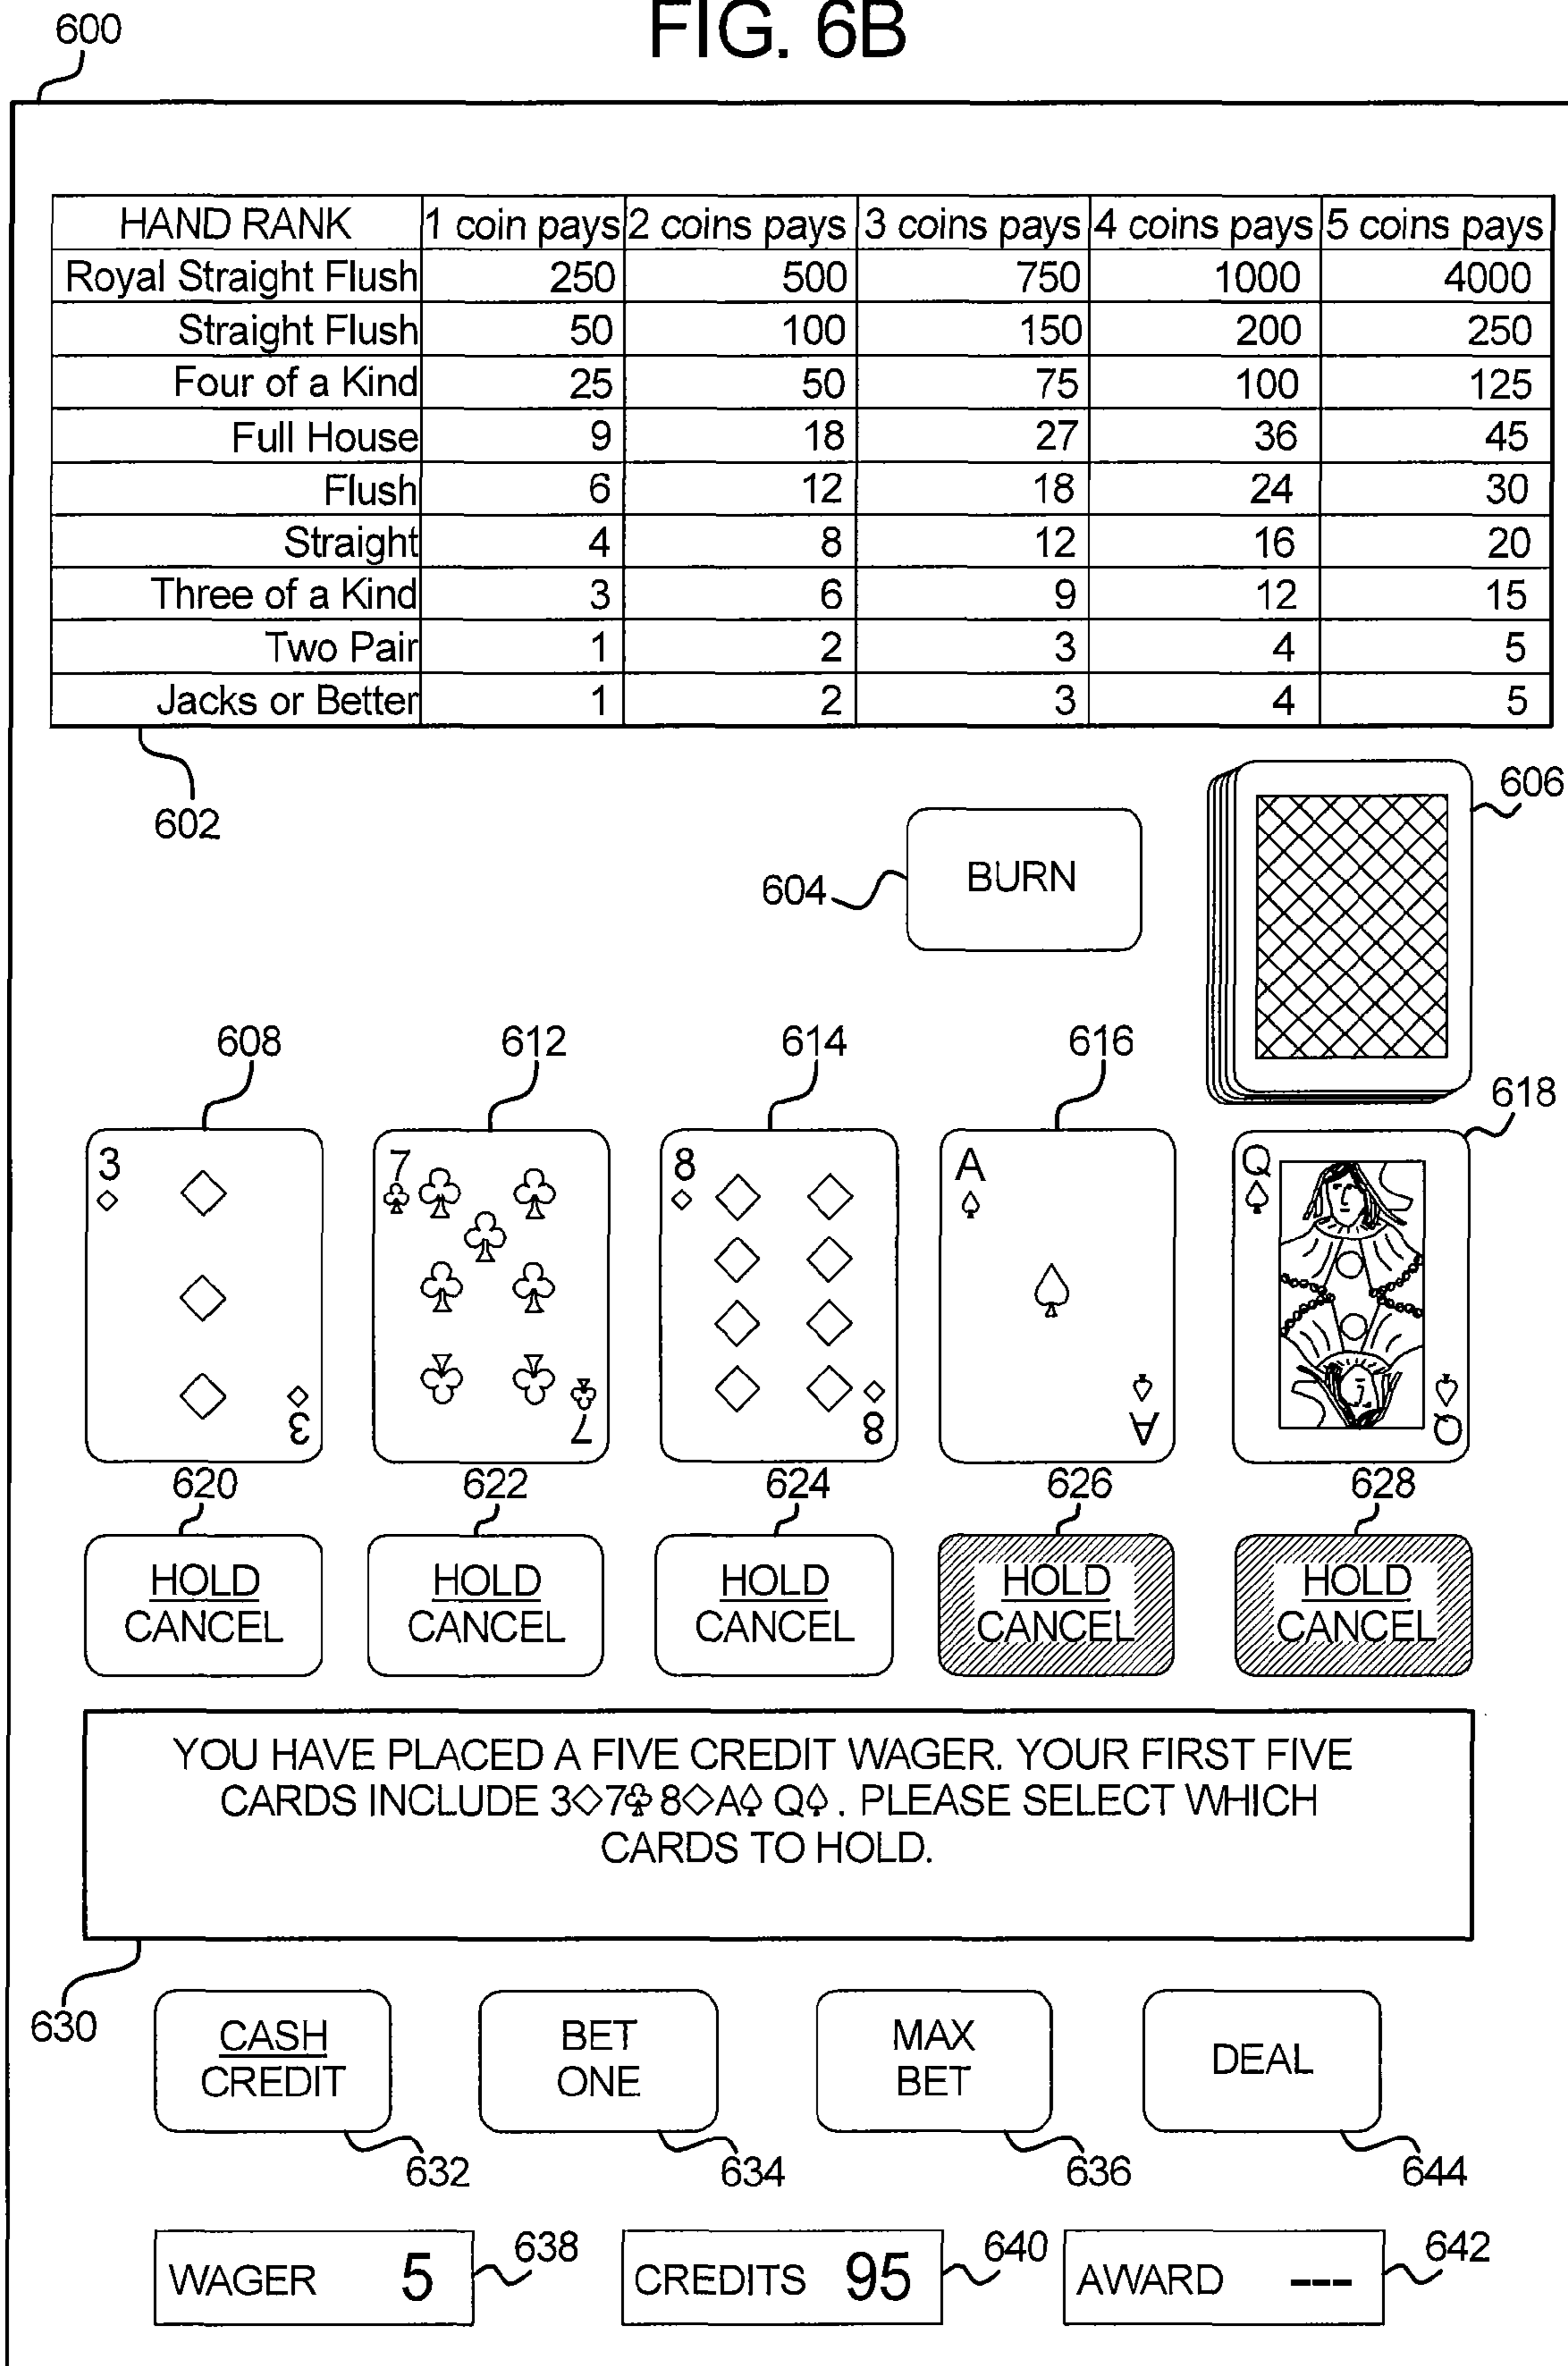 FIG. 6B
600
HAND RANK 1 coin pays 2 coins pays 3 coins pays 4 coins pays 5 coins pays
Royal Straight Flush 250 500 750 1000 4000
Straight Flush 50 100 150 200 250
Four of a Kind 25 50 75 100 125
Full House 9 18 27 36 45
Flush 6 12 18 24 30
Straight 4 8 12 16 20
Three of a Kind 3 6 9 12 15
Two Pair 1 2 3 4 5
Jacks or Better 1 2 3 4 5
602
606
604
BURN
608 612 614 616
618
3♢ 7♧ 8♢ A♤ Q♤
3♢ 7♧ 8♢ A♤ Q♤
620 622 624 626 628
HOLD HOLD HOLD HOLD HOLD
CANCEL CANCEL CANCEL CANCEL CANCEL
YOU HAVE PLACED A FIVE CREDIT WAGER. YOUR FIRST FIVE
CARDS INCLUDE 3♢7♧8♢A♤ Q♤. PLEASE SELECT WHICH
CARDS TO HOLD.
630
CASH BET MAX DEAL
CREDIT ONE BET
632 634 636 644
WAGER 5 638 CREDITS 95 640 AWARD --- 642